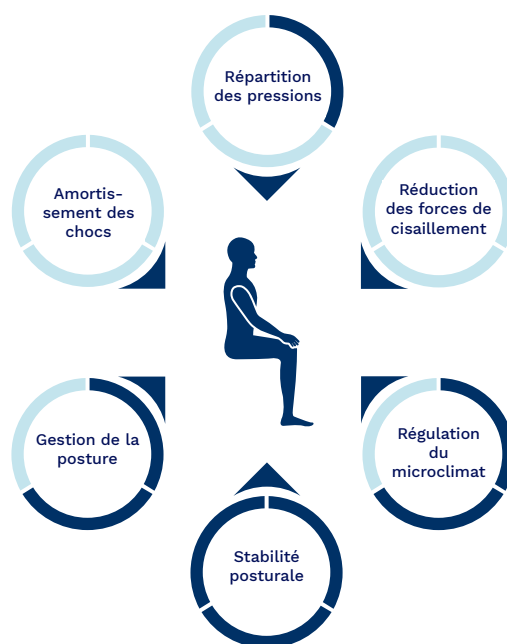 Répartition
des pressions
Amortis-
sement des
chocs
Réduction
des forces de
cisaillement
Gestion de la
posture
Régulation
du
microclimat
Stabilité
posturale